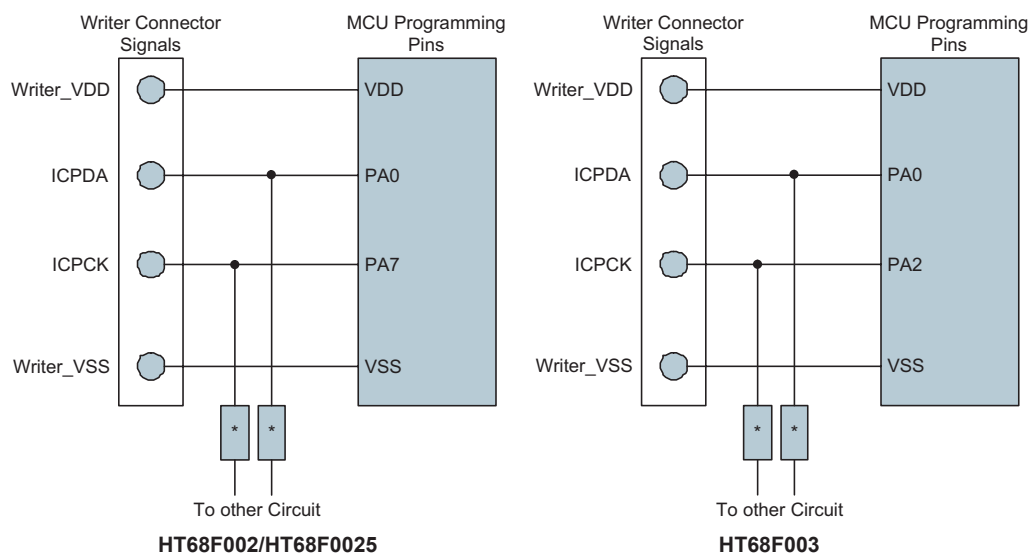 Writer Connector
Signals
MCU Programming
Pins
Writer_VDD
VDD
ICPDA
PA0
ICPCK
PA7
Writer_VSS
VSS
*
*
To other Circuit
HT68F002/HT68F0025
Writer Connector
Signals
MCU Programming
Pins
Writer_VDD
VDD
ICPDA
PA0
ICPCK
PA2
Writer_VSS
VSS
*
*
To other Circuit
HT68F003